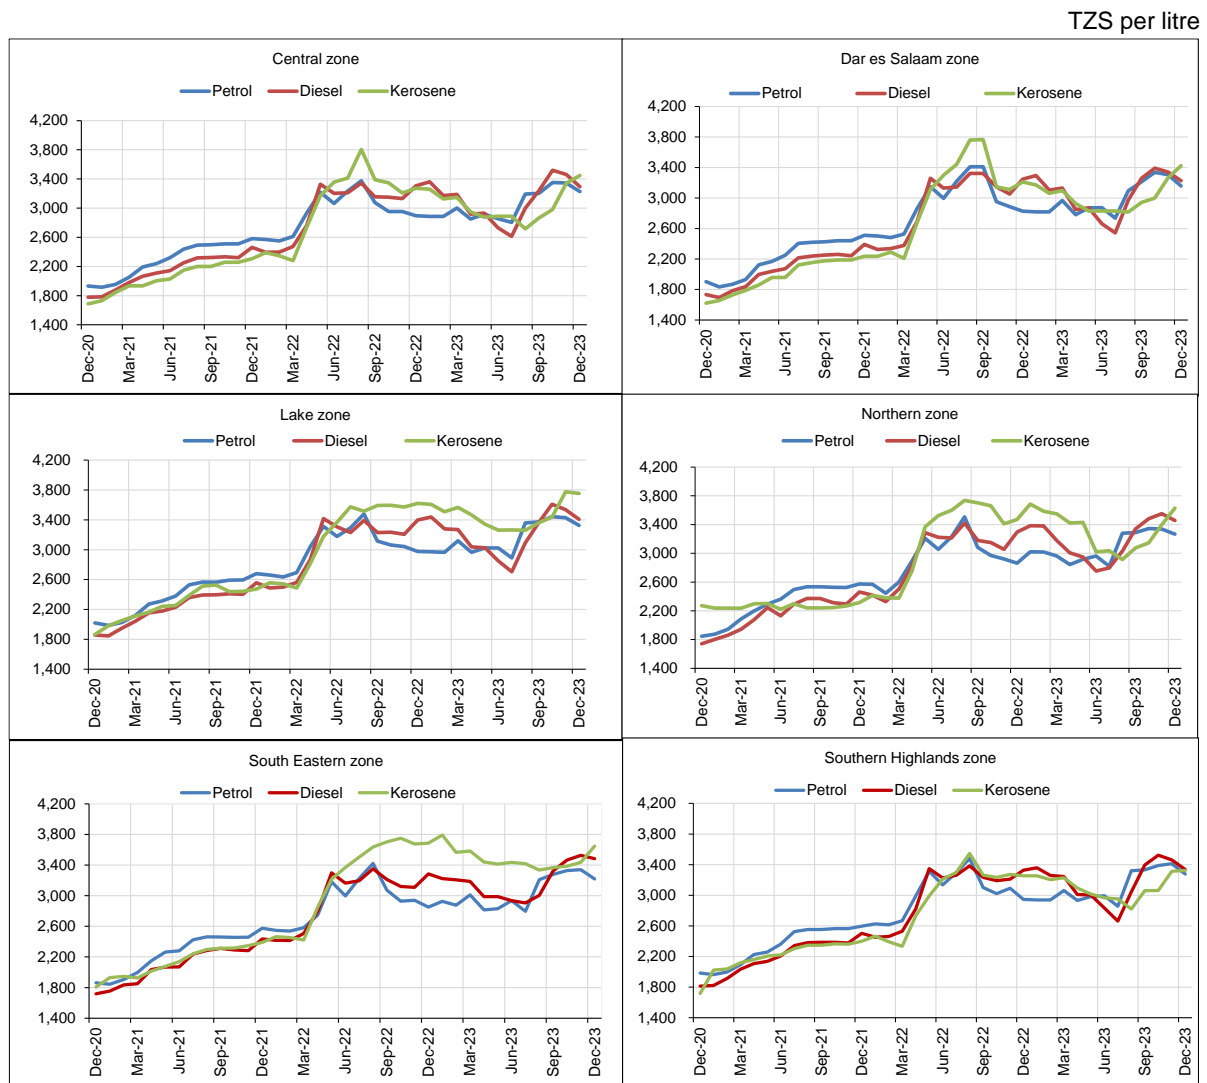 TZS per litre
Central zone
Petrol Diesel Kerosene
4,200
3,800
3,400
3,000
2,600
2,200
1,800
1,400
Dec-20 Mar-21 Jun-21 Sep-21 Dec-21 Mar-22 Jun-22 Sep-22 Dec-22 Mar-23 Jun-23 Sep-23 Dec-23
Dar es Salaam zone
Petrol Diesel Kerosene
4,200
3,800
3,400
3,000
2,600
2,200
1,800
1,400
Dec-20 Mar-21 Jun-21 Sep-21 Dec-21 Mar-22 Jun-22 Sep-22 Dec-22 Mar-23 Jun-23 Sep-23 Dec-23
Lake zone
Petrol Diesel Kerosene
4,200
3,800
3,400
3,000
2,600
2,200
1,800
1,400
Dec-20 Mar-21 Jun-21 Sep-21 Dec-21 Mar-22 Jun-22 Sep-22 Dec-22 Mar-23 Jun-23 Sep-23 Dec-23
Northern zone
Petrol Diesel Kerosene
4,200
3,800
3,400
3,000
2,600
2,200
1,800
1,400
Dec-20 Mar-21 Jun-21 Sep-21 Dec-21 Mar-22 Jun-22 Sep-22 Dec-22 Mar-23 Jun-23 Sep-23 Dec-23
South Eastern zone
Petrol Diesel Kerosene
4,200
3,800
3,400
3,000
2,600
2,200
1,800
1,400
Dec-20 Mar-21 Jun-21 Sep-21 Dec-21 Mar-22 Jun-22 Sep-22 Dec-22 Mar-23 Jun-23 Sep-23 Dec-23
Southern Highlands zone
Petrol Diesel Kerosene
4,200
3,800
3,400
3,000
2,600
2,200
1,800
1,400
Dec-20 Mar-21 Jun-21 Sep-21 Dec-21 Mar-22 Jun-22 Sep-22 Dec-22 Mar-23 Jun-23 Sep-23 Dec-23